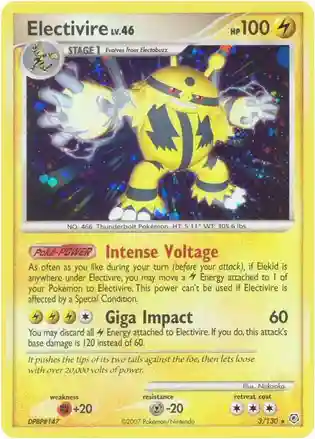 Electivire LV.46
HP 100
STAGE 1 Evolves from Electabuzz
NO. 466 Thunderbolt Pokémon HT: 5'11" WT: 305.6 lbs.
Poké-POWER Intense Voltage
As often as you like during your turn (before your attack), if Elekid is
anywhere under Electivire, you may move a Energy attached to 1 of
your Pokémon to Electivire. This power can't be used if Electivire is
affected by a Special Condition.
Giga Impact 60
You may discard all Energy attached to Electivire. If you do, this attack's
base damage is 120 instead of 60.
It pushes the tips of its two tails against the foe, then lets loose
with over 20,000 volts of power.
Illus.
weakness resistance retreat cost
+20 -20
DPBP#147 ©2007 Pokémon/Nintendo 3/130